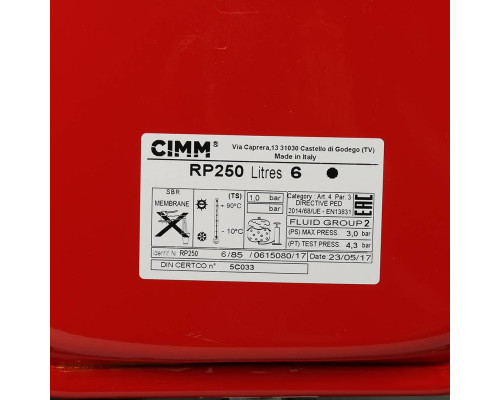 CIMM®
Via Caprera,13 31030 Castello di Godego (TV)
Made in Italy
RP250 Litres 6
SBR
MEMBRANE
(TS)
+ 90°C
- 10°C
1,0 bar
bar
Category : Art. 4 Par. 3
DIRECTIVE PED
2014/68/UE - EN13831
EAC
FLUID GROUP 2
(PS) MAX PRESS. 3,0 bar
(PT) TEST PRESS. 4,3 bar
Identif. Nr. RP250 6/85 /0615080/17 Date 23/05/17
DIN CERTCO n° 5C033